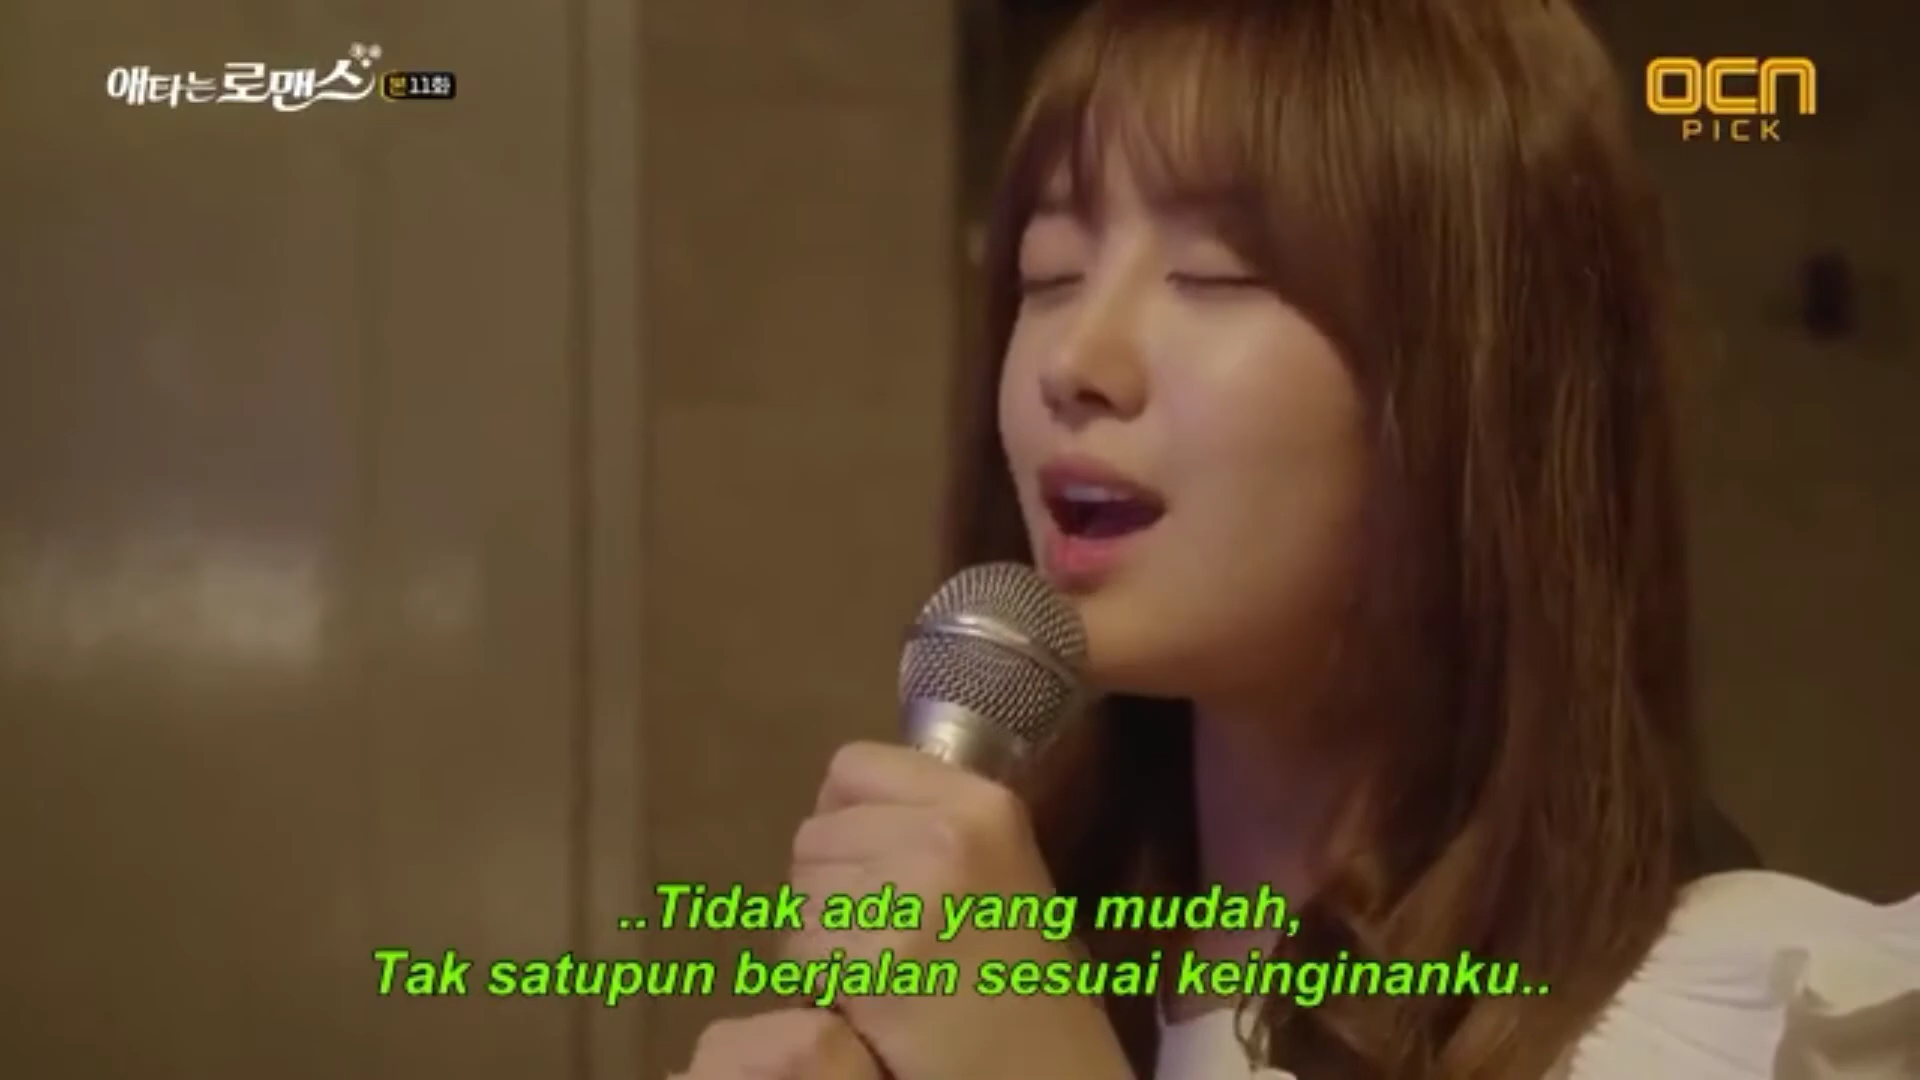 애타는 로맨스 본 11화
OCN
PICK
..Tidak ada yang mudah,
Tak satupun berjalan sesuai keinginanku..